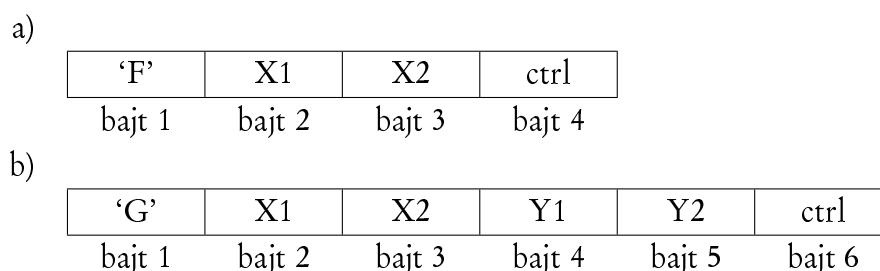 a)
‘F’ X1 X2 ctrl
bajt 1 bajt 2 bajt 3 bajt 4
b)
‘G’ X1 X2 Y1 Y2 ctrl
bajt 1 bajt 2 bajt 3 bajt 4 bajt 5 bajt 6